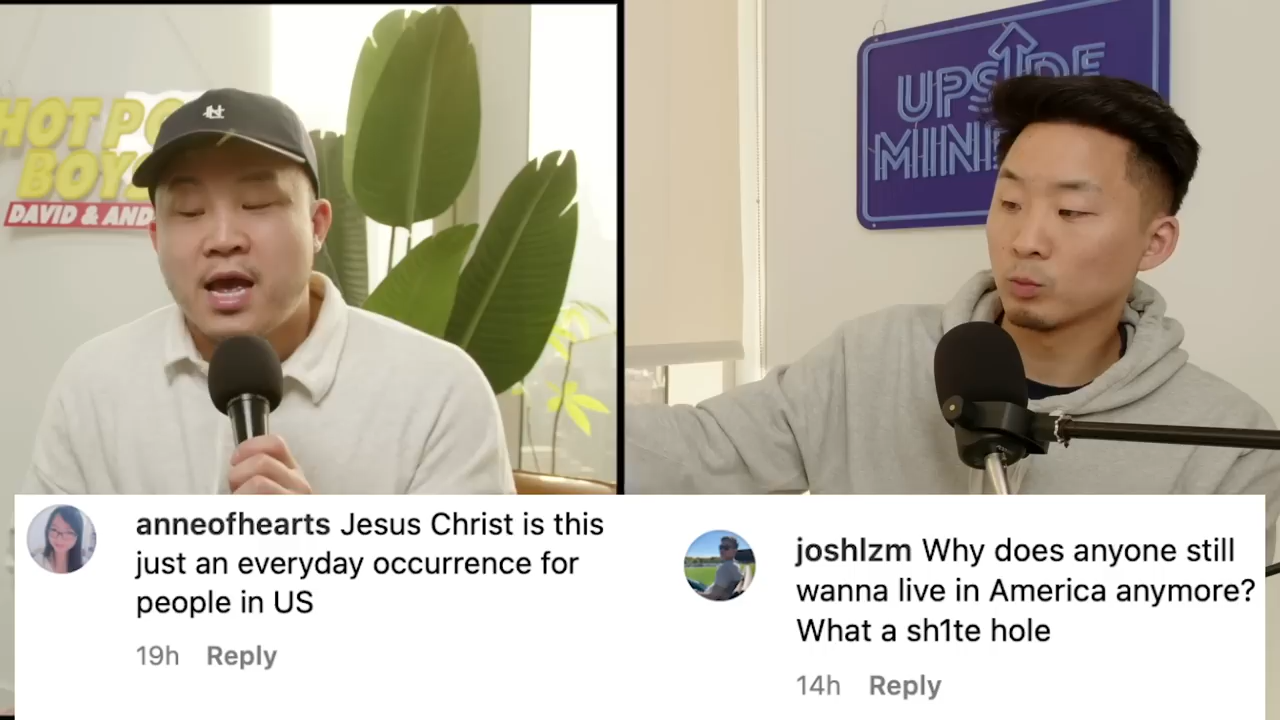 HOT PO
BOYS
DAVID & AND
UPSIDE
MIN
anneofhearts Jesus Christ is this
just an everyday occurrence for
people in US
19h Reply
joshlzm Why does anyone still
wanna live in America anymore?
What a sh1te hole
14h Reply